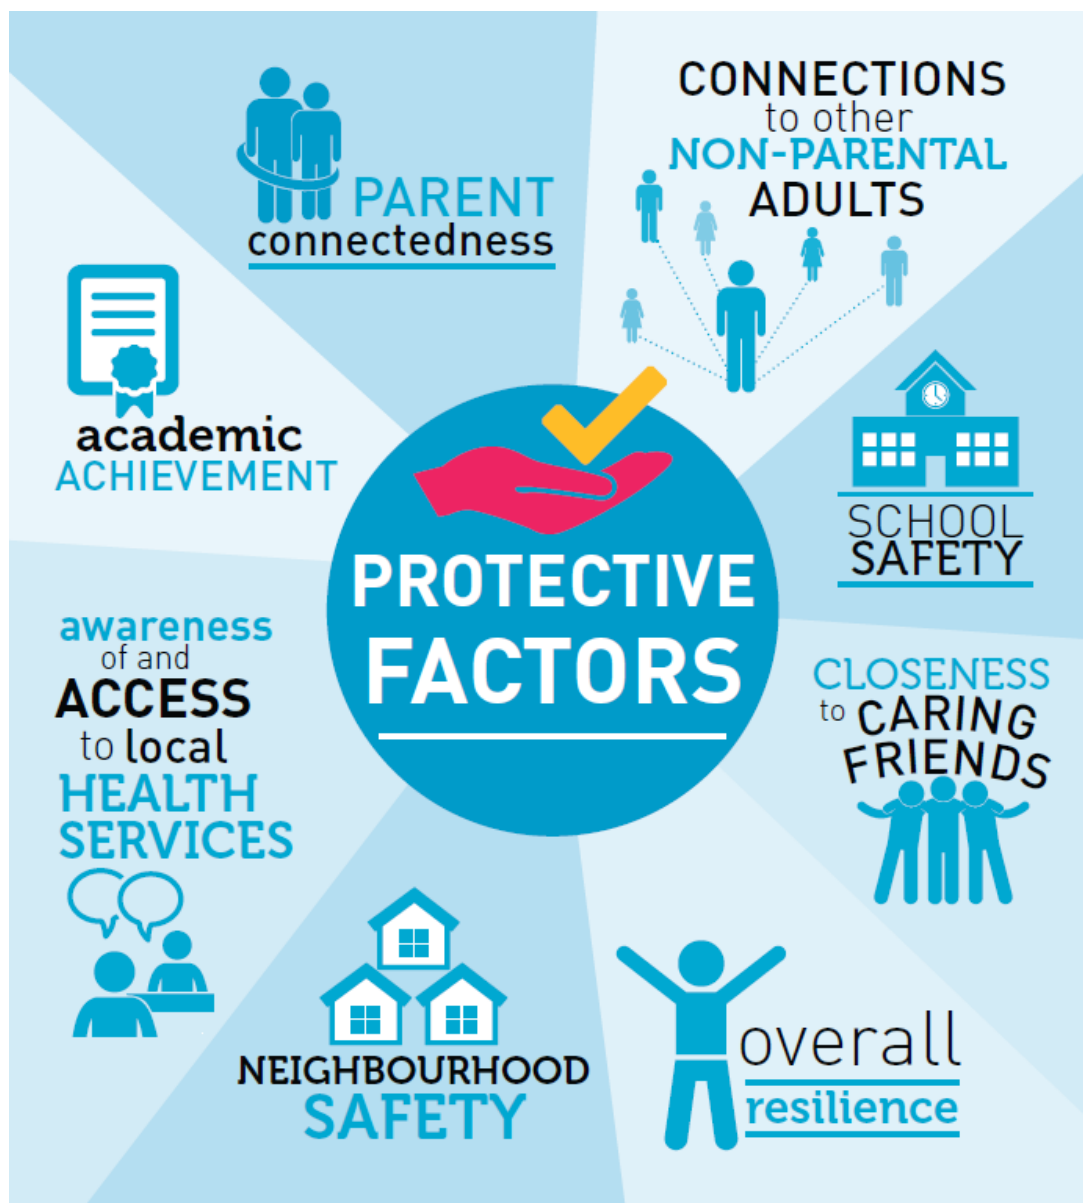 PROTECTIVE
FACTORS
PARENT
connectedness
CONNECTIONS
to other
NON-PARENTAL
ADULTS
SCHOOL
SAFETY
CLOSENESS
to CARING
FRIENDS
overall
resilience
NEIGHBOURHOOD
SAFETY
awareness
of and
ACCESS
to local
HEALTH
SERVICES
academic
ACHIEVEMENT